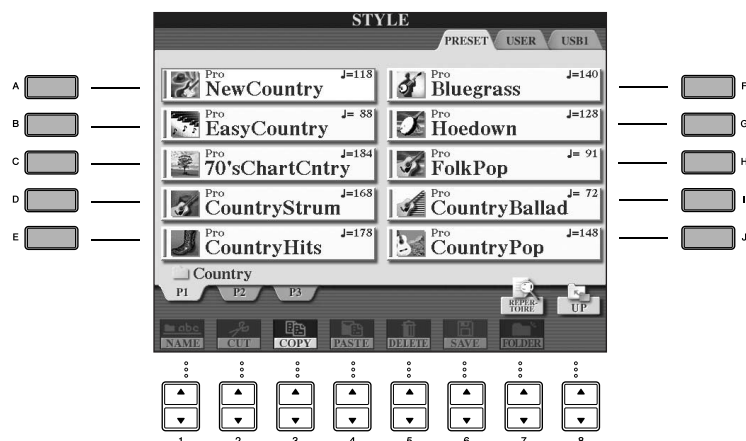 STYLE
PRESET USER USB1
A
Pro ♩=118
NewCountry
Pro ♩=140
Bluegrass
F
B
Pro ♩= 88
EasyCountry
Pro ♩=128
Hoedown
G
C
Pro ♩=184
70'sChartCntry
Pro ♩= 91
FolkPop
H
D
Pro ♩=168
CountryStrum
Pro ♩= 72
CountryBallad
I
E
Pro ♩=178
CountryHits
Pro ♩=148
CountryPop
J
Country
P1 P2 P3
REPER-
TOIRE
UP
abc
NAME CUT COPY PASTE DELETE SAVE FOLDER
1 2 3 4 5 6 7 8